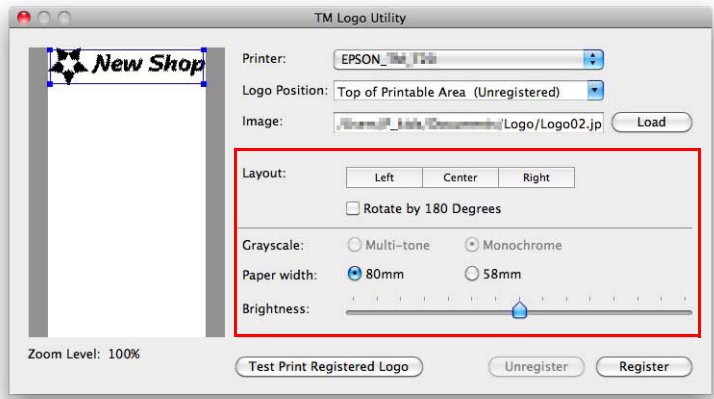 TM Logo Utility
New Shop
Printer: EPSON_
Logo Position: Top of Printable Area (Unregistered)
Image: /Logo/Logo02.jp Load
Layout: Left Center Right
Rotate by 180 Degrees
Grayscale: Multi-tone Monochrome
Paper width: 80mm 58mm
Brightness:
Zoom Level: 100%
Test Print Registered Logo Unregister Register